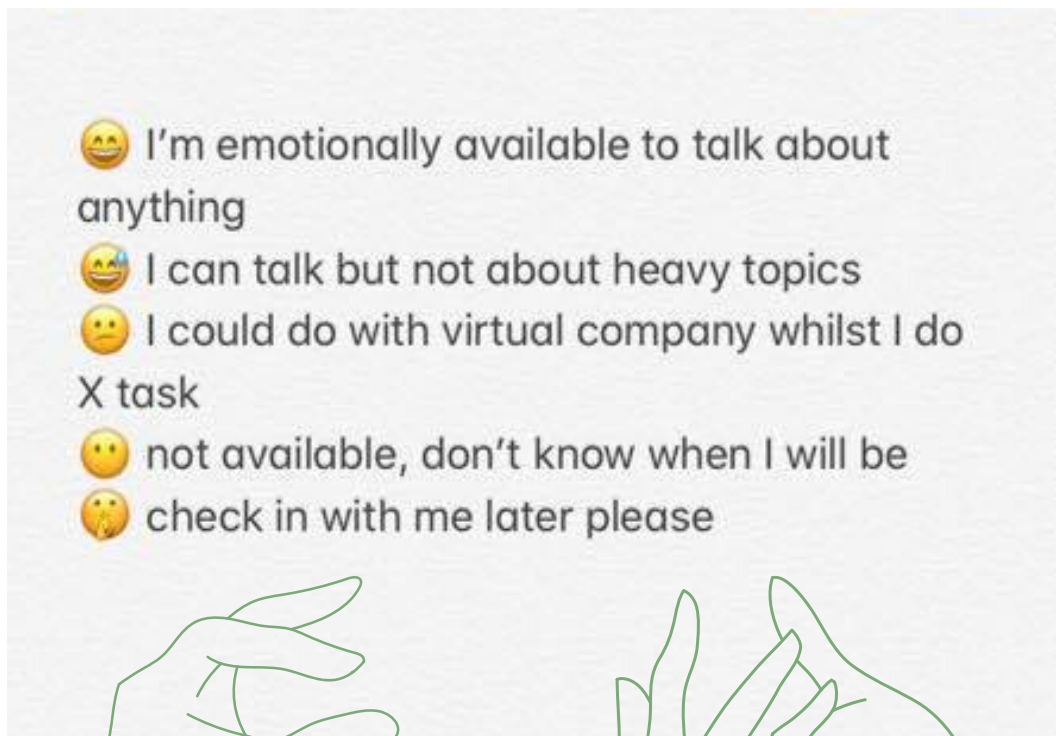 😄 I’m emotionally available to talk about
anything
😅 I can talk but not about heavy topics
😕 I could do with virtual company whilst I do
X task
😶 not available, don’t know when I will be
🤫 check in with me later please